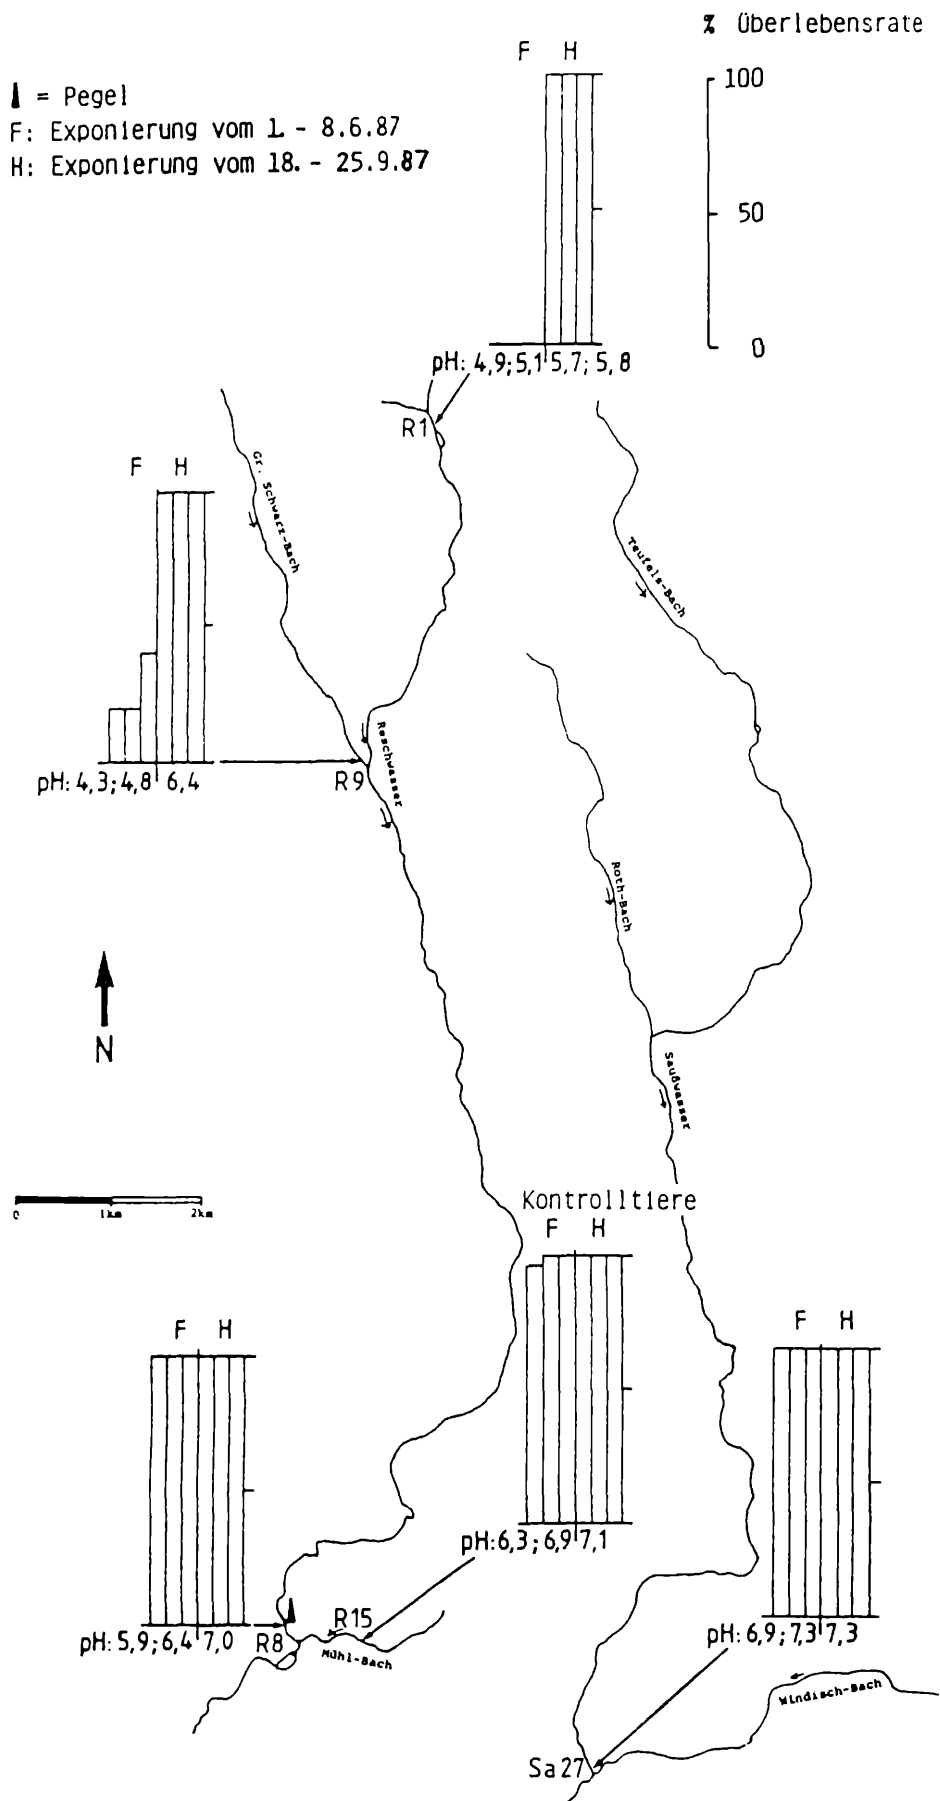 % Überlebensrate
F H
= Pegel
F: Exponierung vom 1. - 8.6.87
H: Exponierung vom 18. - 25.9.87
100
50
0
pH: 4,9; 5,1 5,7; 5,8
R1
F H
Gr. Schwarz-Bach
Teufels-Bach
Reschwasser
pH: 4,3; 4,8 6,4
R9
Roth-Bach
N
Saußwasser
0 1km 2km
Kontrolltiere
F H
F H
F H
pH: 6,3; 6,9 7,1
R15
pH: 5,9; 6,4 7,0
R8
Mühl-Bach
pH: 6,9; 7,3 7,3
Windisch-Bach
Sa27